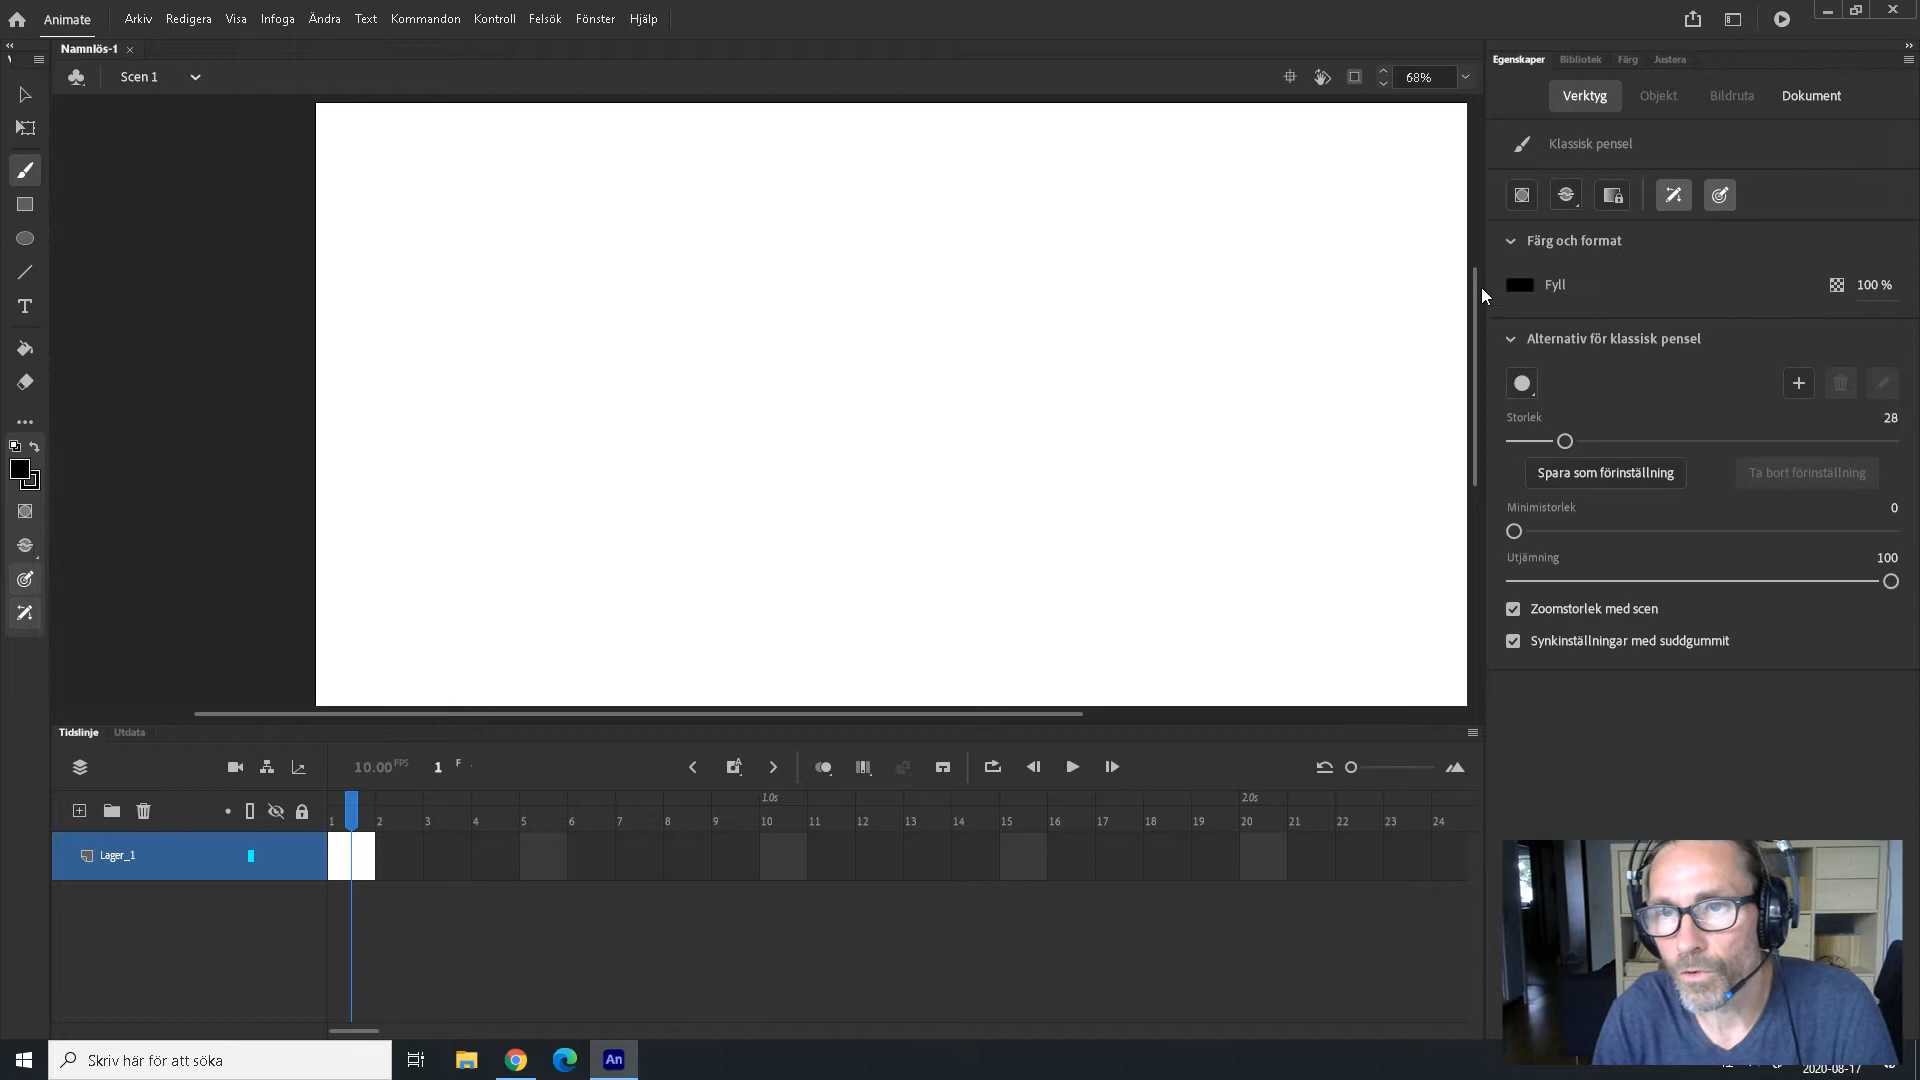 Animate Arkiv Redigera Visa Infoga Ändra Text Kommandon Kontroll Felsök Fönster Hjälp
Namnlös-1
Scen 1
68%
Egenskaper Bibliotek Färg Justera
Verktyg Objekt Bildruta Dokument
Klassisk pensel
Färg och format
Fyll 100 %
Alternativ för klassisk pensel
Storlek 28
Spara som förinställning Ta bort förinställning
Minimistorlek 0
Utjämning 100
Zoomstorlek med scen
Synkinställningar med suddgummit
Tidslinje Utdata
10.00 FPS 1 F
1.0s 2.0s
1 2 3 4 5 6 7 8 9 10 11 12 13 14 15 16 17 18 19 20 21 22 23 24
Lager_1
Skriv här för att söka
An
2020-08-17